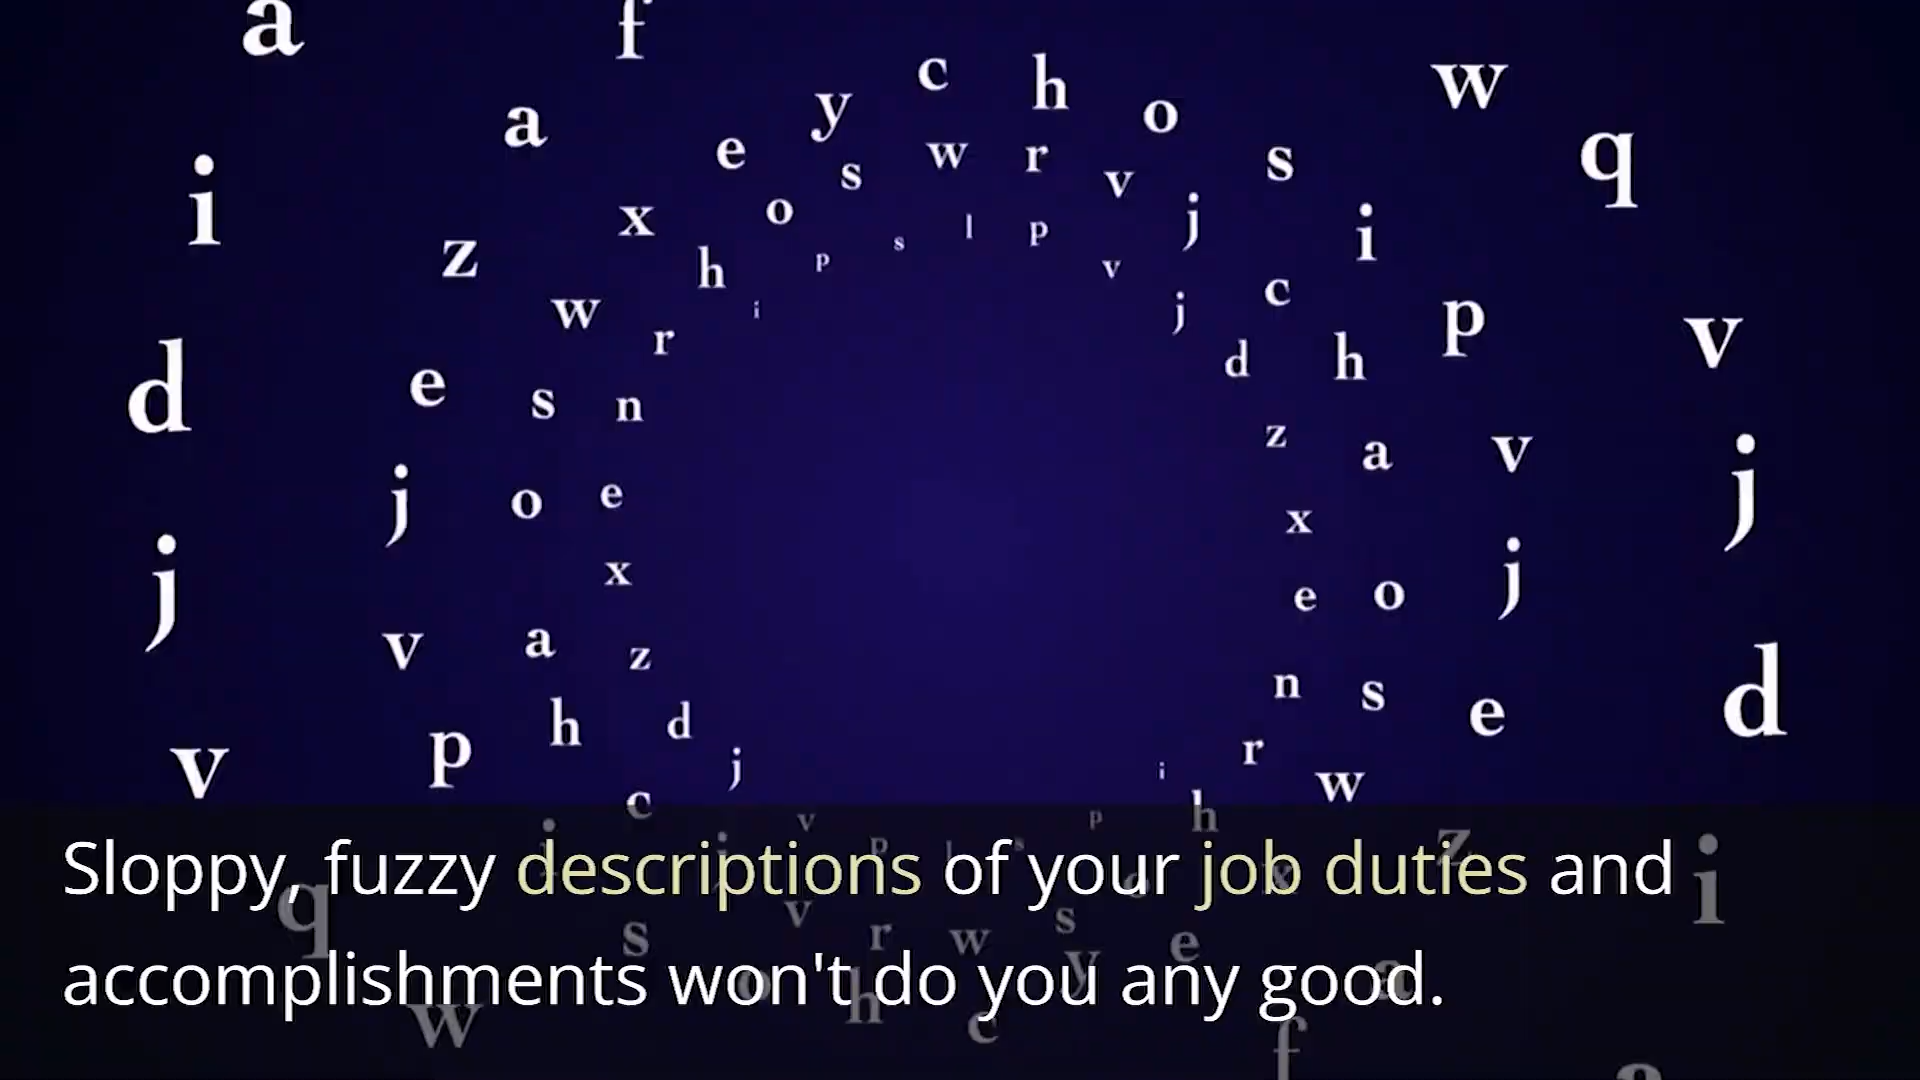 Sloppy, fuzzy descriptions of your job duties and
accomplishments won't do you any good.